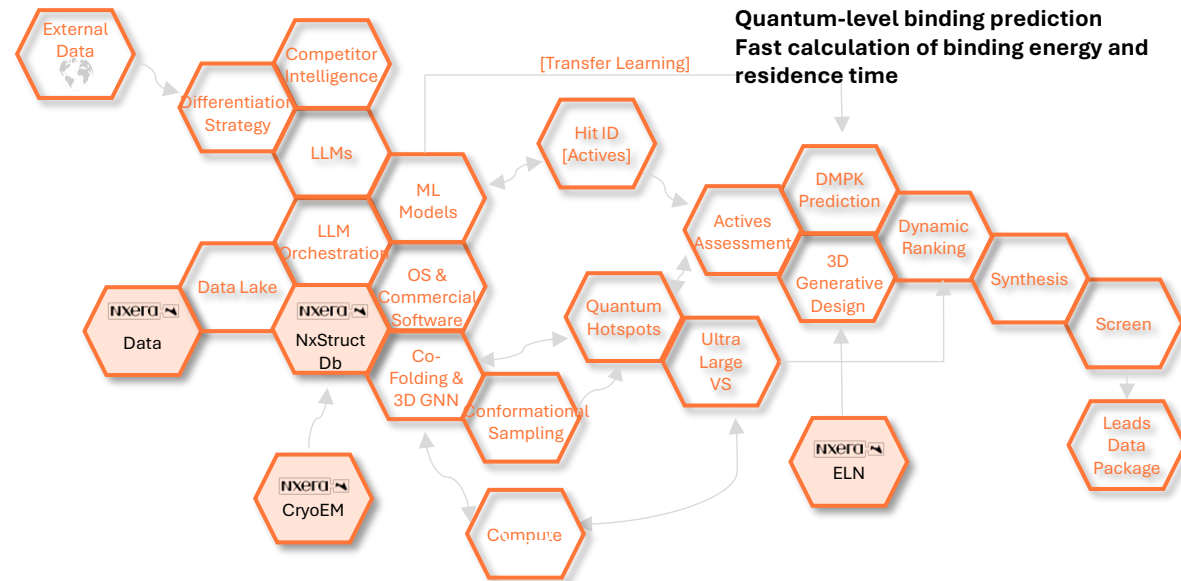 Quantum-level binding prediction
Fast calculation of binding energy and
residence time
External
Data
Competitor
Intelligence
Differentiation
Strategy
LLMs
[Transfer Learning]
Hit ID
[Actives]
ML
Models
DMPK
Prediction
Actives
Assessment
Dynamic
Ranking
LLM
Orchestration
Data Lake
OS &
Commercial
Software
3D
Generative
Design
Synthesis
Quantum
Hotspots
Screen
nxera
Data
nxera
NxStruct
Db
Ultra
Large
VS
Co-
Folding &
3D GNN
Conformational
Sampling
Leads
Data
Package
nxera
ELN
nxera
CryoEM
Compute